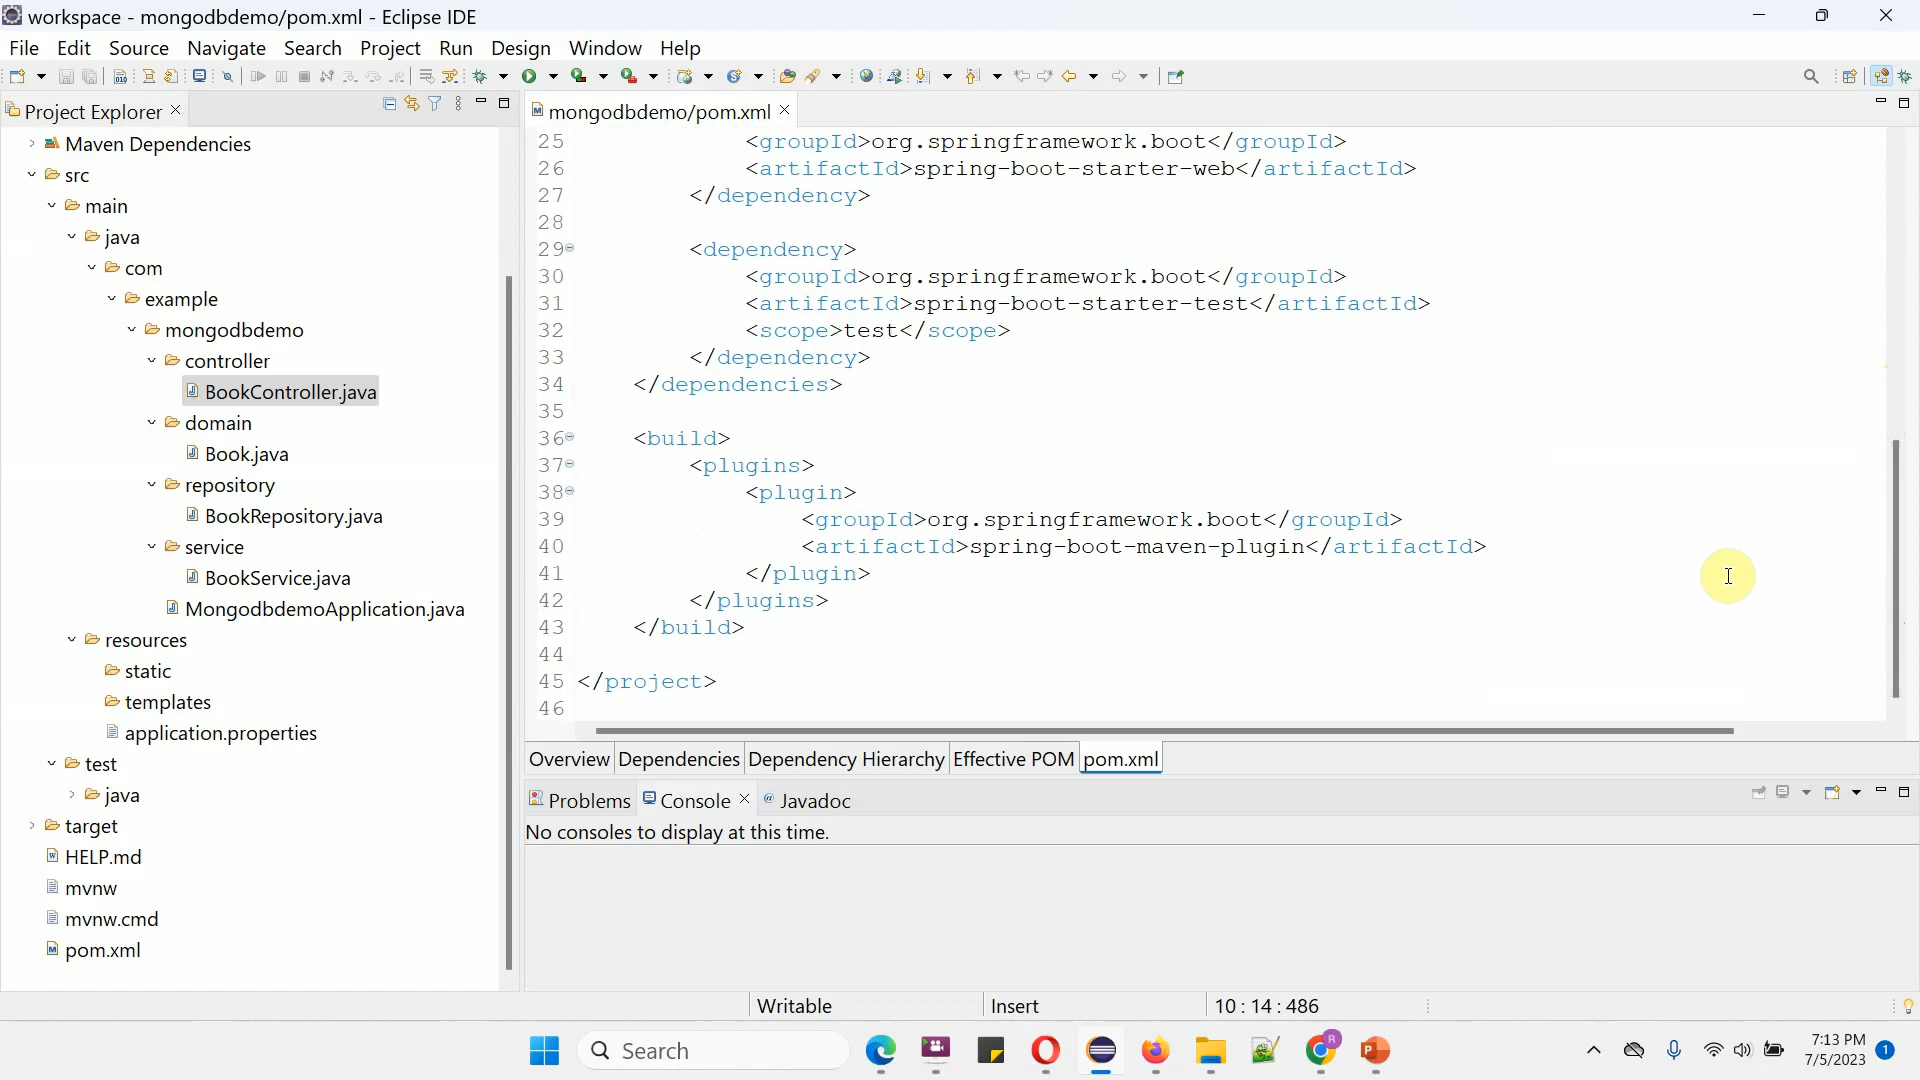 workspace - mongodbdemo/pom.xml - Eclipse IDE
File Edit Source Navigate Search Project Run Design Window Help
Project Explorer
Maven Dependencies
src
main
java
com
example
mongodbdemo
controller
BookController.java
domain
Book.java
repository
BookRepository.java
service
BookService.java
MongodbdemoApplication.java
resources
static
templates
application.properties
test
java
target
HELP.md
mvnw
mvnw.cmd
pom.xml
mongodbdemo/pom.xml
25 <groupId>org.springframework.boot</groupId>
26 <artifactId>spring-boot-starter-web</artifactId>
27 </dependency>
28
29 <dependency>
30 <groupId>org.springframework.boot</groupId>
31 <artifactId>spring-boot-starter-test</artifactId>
32 <scope>test</scope>
33 </dependency>
34 </dependencies>
35
36 <build>
37 <plugins>
38 <plugin>
39 <groupId>org.springframework.boot</groupId>
40 <artifactId>spring-boot-maven-plugin</artifactId>
41 </plugin>
42 </plugins>
43 </build>
44
45 </project>
46
Overview Dependencies Dependency Hierarchy Effective POM pom.xml
Problems Console Javadoc
No consoles to display at this time.
Writable Insert 10 : 14 : 486
Search
R
7:13 PM
7/5/2023
1